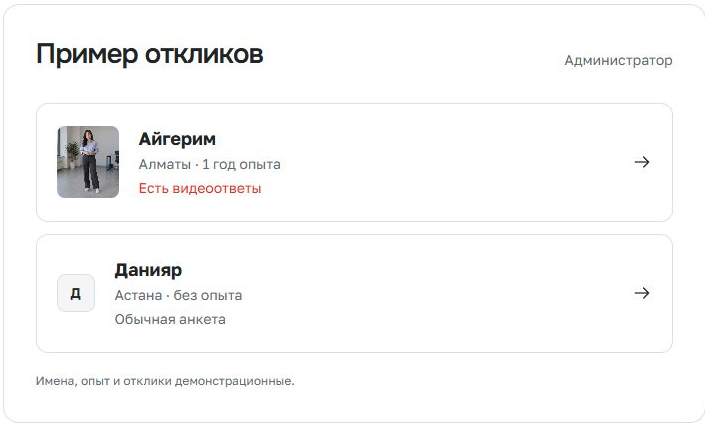 Пример откликов
Администратор
Айгерим
Алматы · 1 год опыта
Есть видеоответы
Д
Данияр
Астана · без опыта
Обычная анкета
Имена, опыт и отклики демонстрационные.